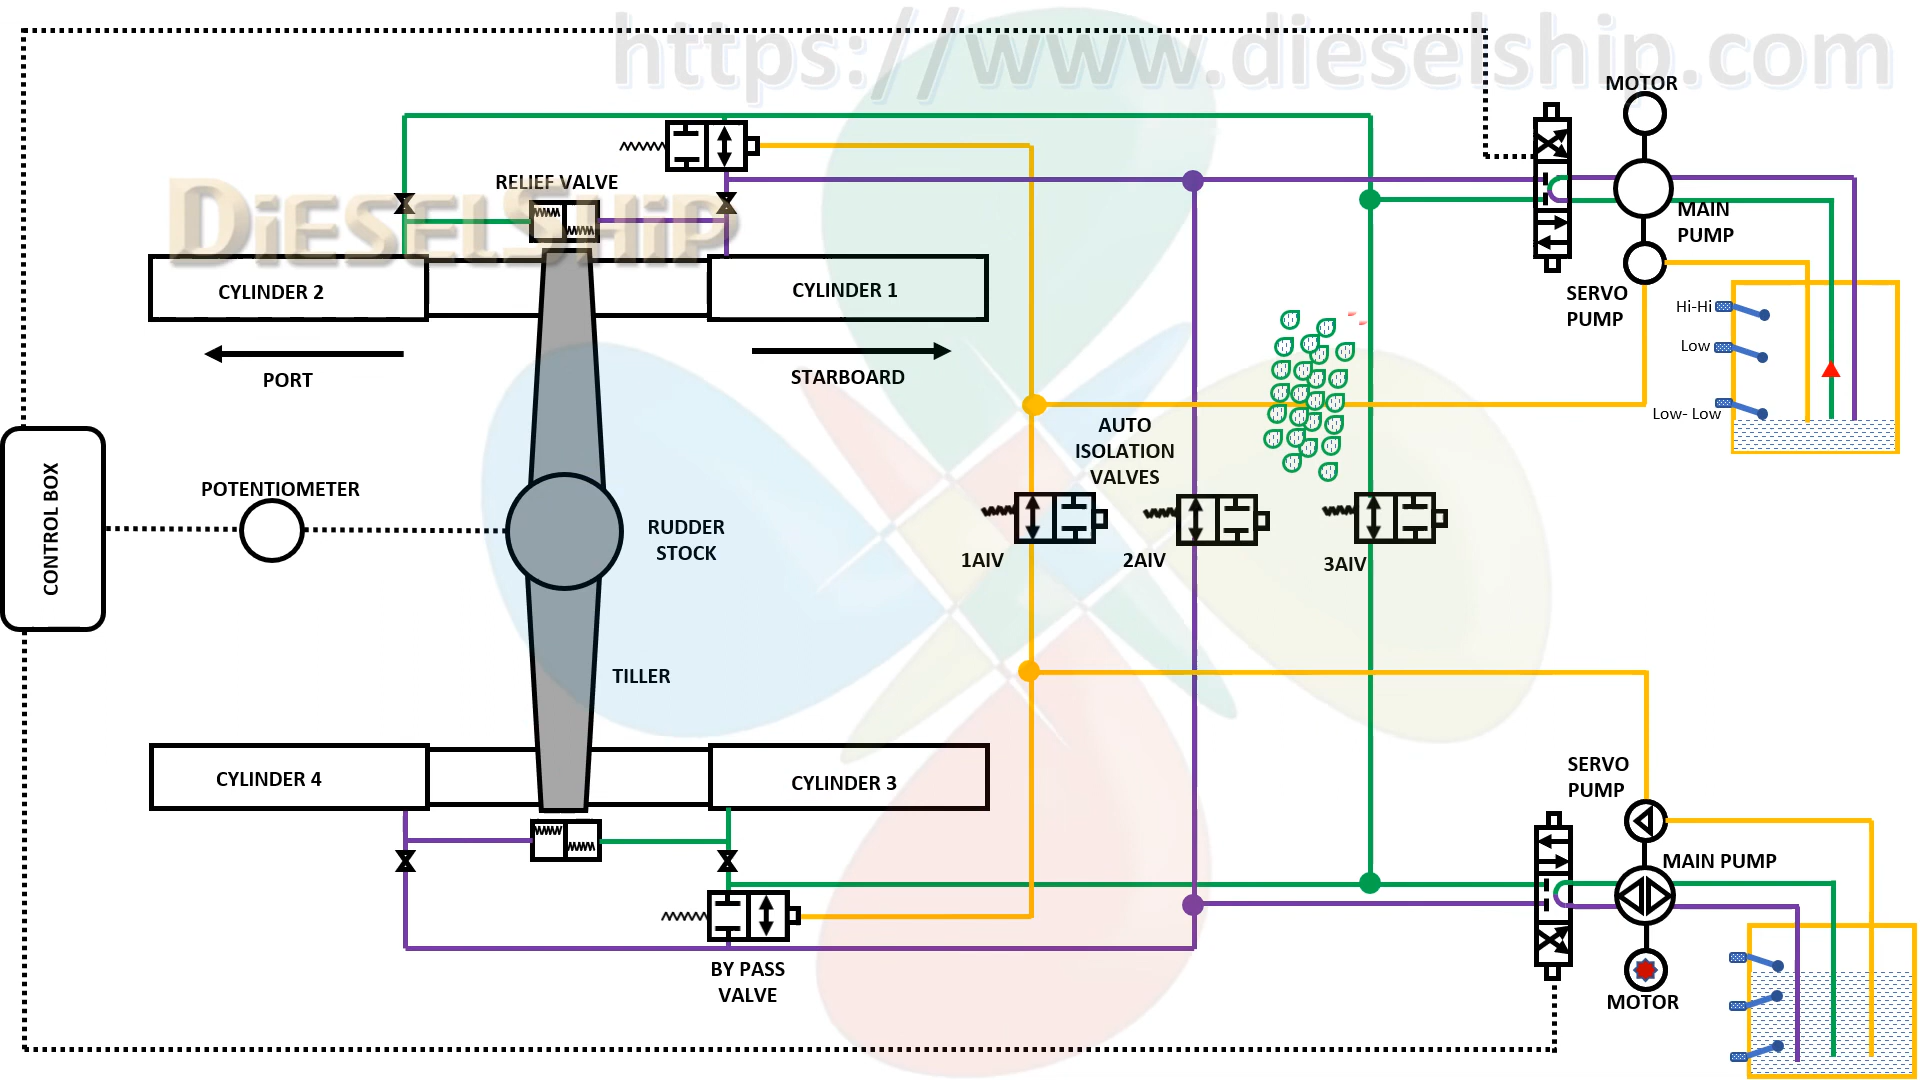 https://www.dieselship.com
MOTOR
RELIEF VALVE
DiESELSHiP
MAIN
PUMP
CYLINDER 2
CYLINDER 1
SERVO
PUMP
Hi-Hi
Low
Low- Low
PORT
STARBOARD
AUTO
ISOLATION
VALVES
CONTROL BOX
POTENTIOMETER
RUDDER
STOCK
1AIV
2AIV
3AIV
TILLER
CYLINDER 4
CYLINDER 3
SERVO
PUMP
MAIN PUMP
BY PASS
VALVE
MOTOR